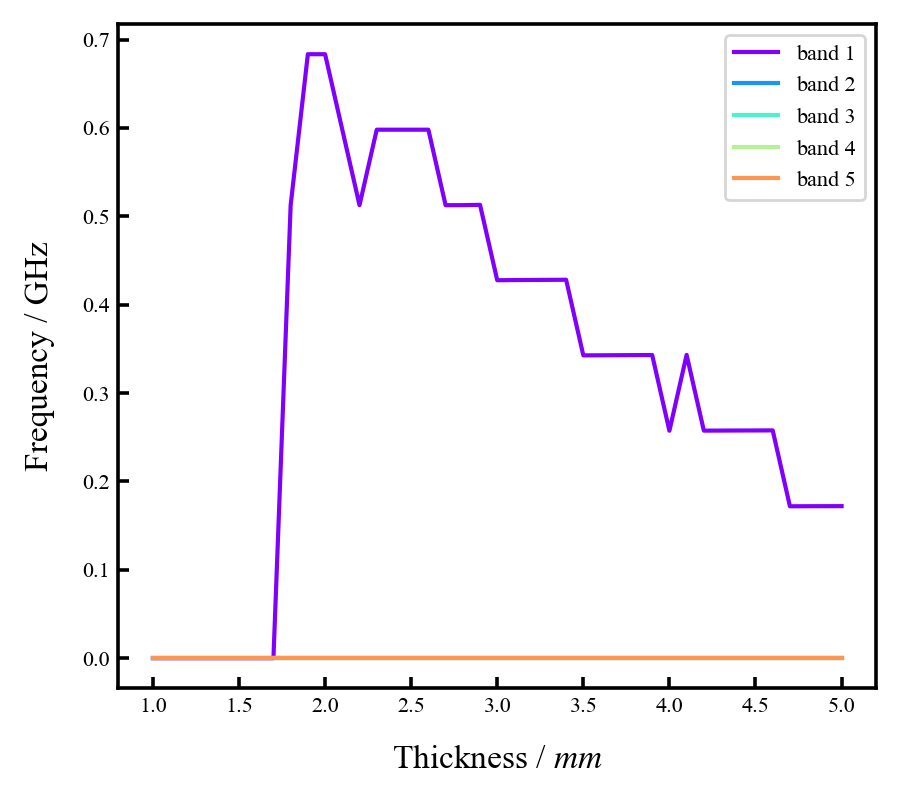 0.7
0.6
0.5
0.4
0.3
0.2
0.1
0.0
Frequency / GHz
band 1
band 2
band 3
band 4
band 5
1.0 1.5 2.0 2.5 3.0 3.5 4.0 4.5 5.0
Thickness / mm